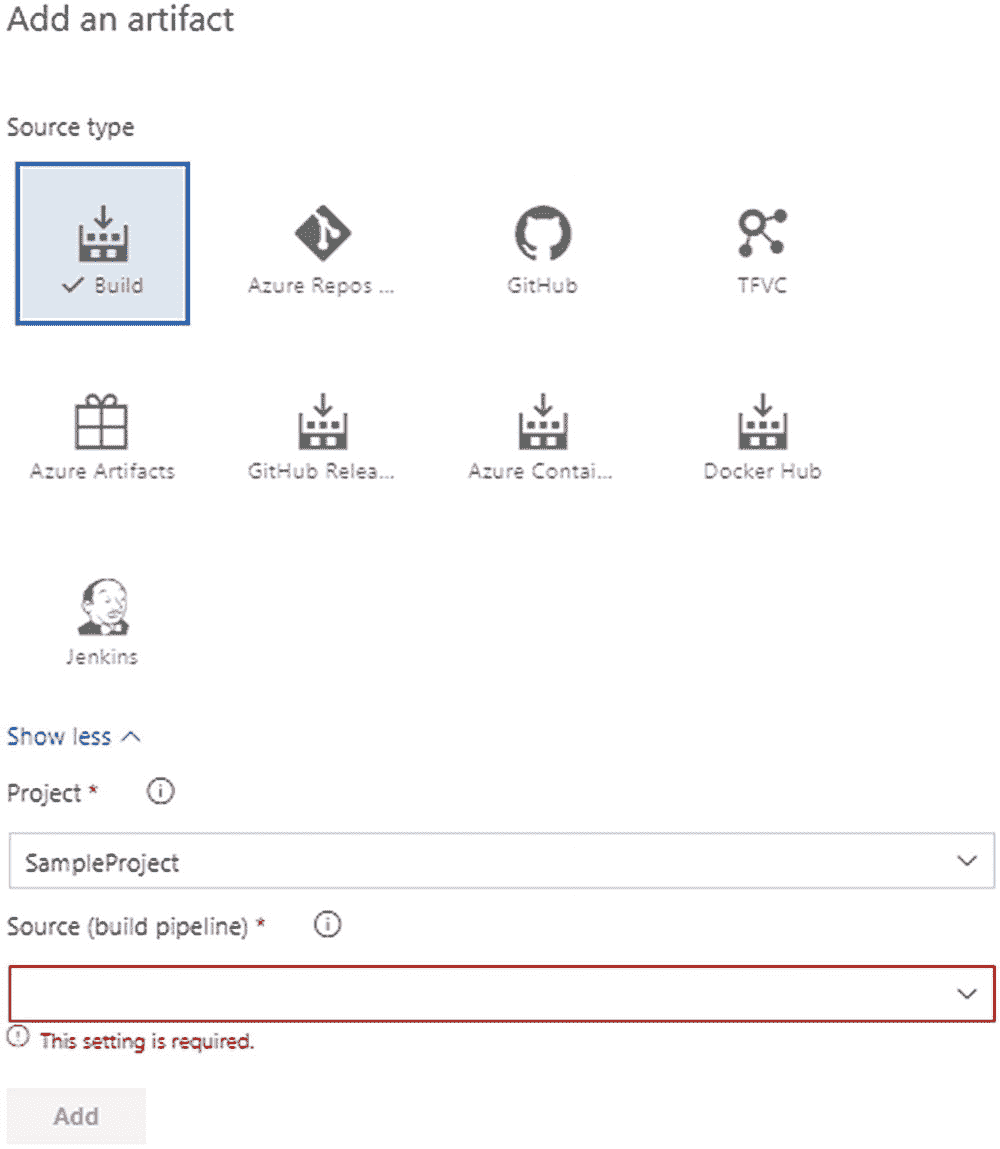 Add an artifact
Source type
Build
Azure Repos ...
GitHub
TFVC
Azure Artifacts
GitHub Relea...
Azure Contai...
Docker Hub
Jenkins
Show less
Project *
SampleProject
Source (build pipeline) *
This setting is required.
Add